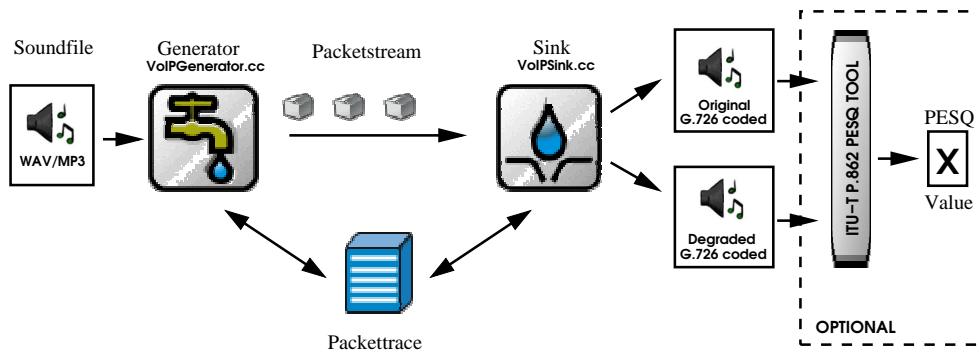 Soundfile
WAV/MP3
Generator
VoIPGenerator.cc
Packetstream
Sink
VoIPSink.cc
Packettrace
Original
G.726 coded
Degraded
G.726 coded
ITU-T P.862 PESQ TOOL
PESQ
X
Value
OPTIONAL